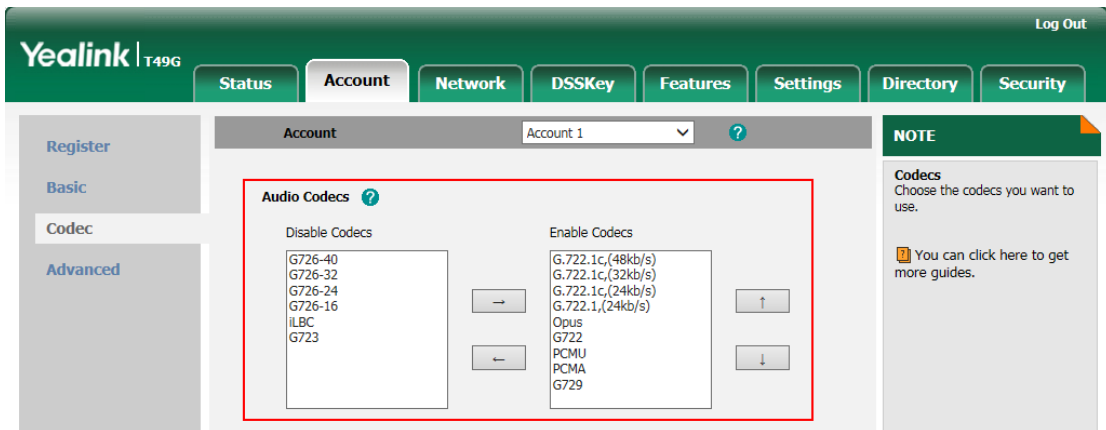 Log Out
Yealink | T49G
Status Account Network DSSKey Features Settings Directory Security
Register
Basic
Codec
Advanced
Account Account 1 ?
Audio Codecs ?
Disable Codecs
G726-40
G726-32
G726-24
G726-16
iLBC
G723
→
←
Enable Codecs
G.722.1c,(48kb/s)
G.722.1c,(32kb/s)
G.722.1c,(24kb/s)
G.722.1,(24kb/s)
Opus
G722
PCMU
PCMA
G729
↑
↓
NOTE
Codecs
Choose the codecs you want to
use.
? You can click here to get
more guides.